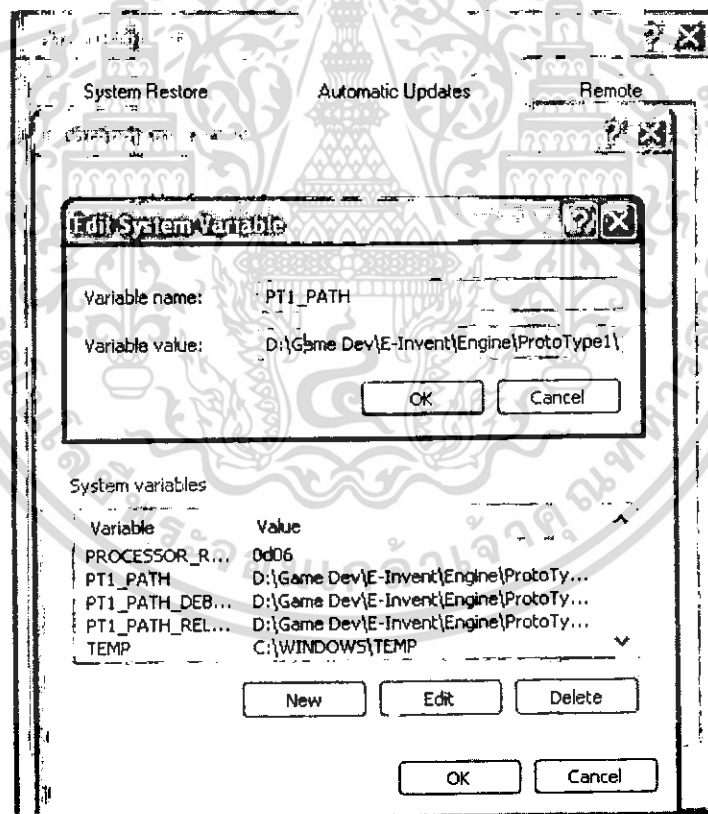 System Restore Automatic Updates Remote
Edit System Variable
Variable name: PT1_PATH
Variable value: D:\Game Dev\E-Invent\Engine\ProtoType1\
OK Cancel
System variables
Variable Value
PROCESSOR_R... 0d06
PT1_PATH D:\Game Dev\E-Invent\Engine\ProtoTy...
PT1_PATH_DEB... D:\Game Dev\E-Invent\Engine\ProtoTy...
PT1_PATH_REL... D:\Game Dev\E-Invent\Engine\ProtoTy...
TEMP C:\WINDOWS\TEMP
New Edit Delete
OK Cancel